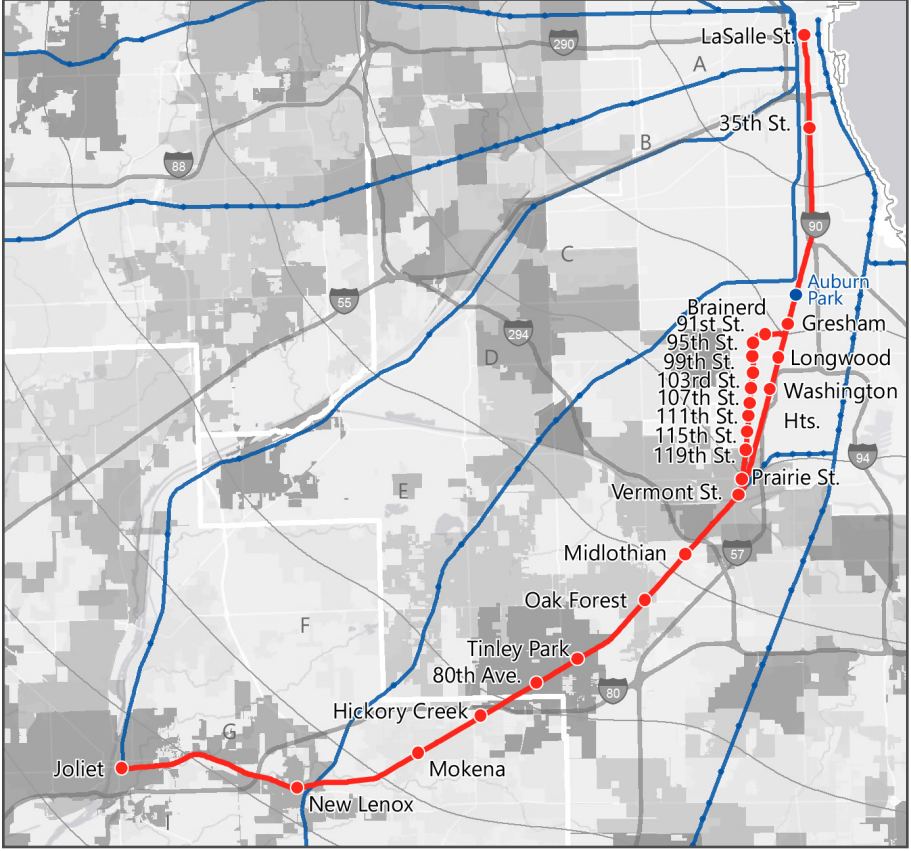 LaSalle St.
290
A
35th St.
B
88
90
C
Auburn
Park
55
Brainerd
91st St.
Gresham
294
95th St.
D
99th St.
Longwood
103rd St.
107th St.
Washington
Hts.
111th St.
115th St.
119th St.
94
Prairie St.
E
Vermont St.
Midlothian
57
Oak Forest
F
Tinley Park
80th Ave.
80
Hickory Creek
G
Joliet
Mokena
New Lenox